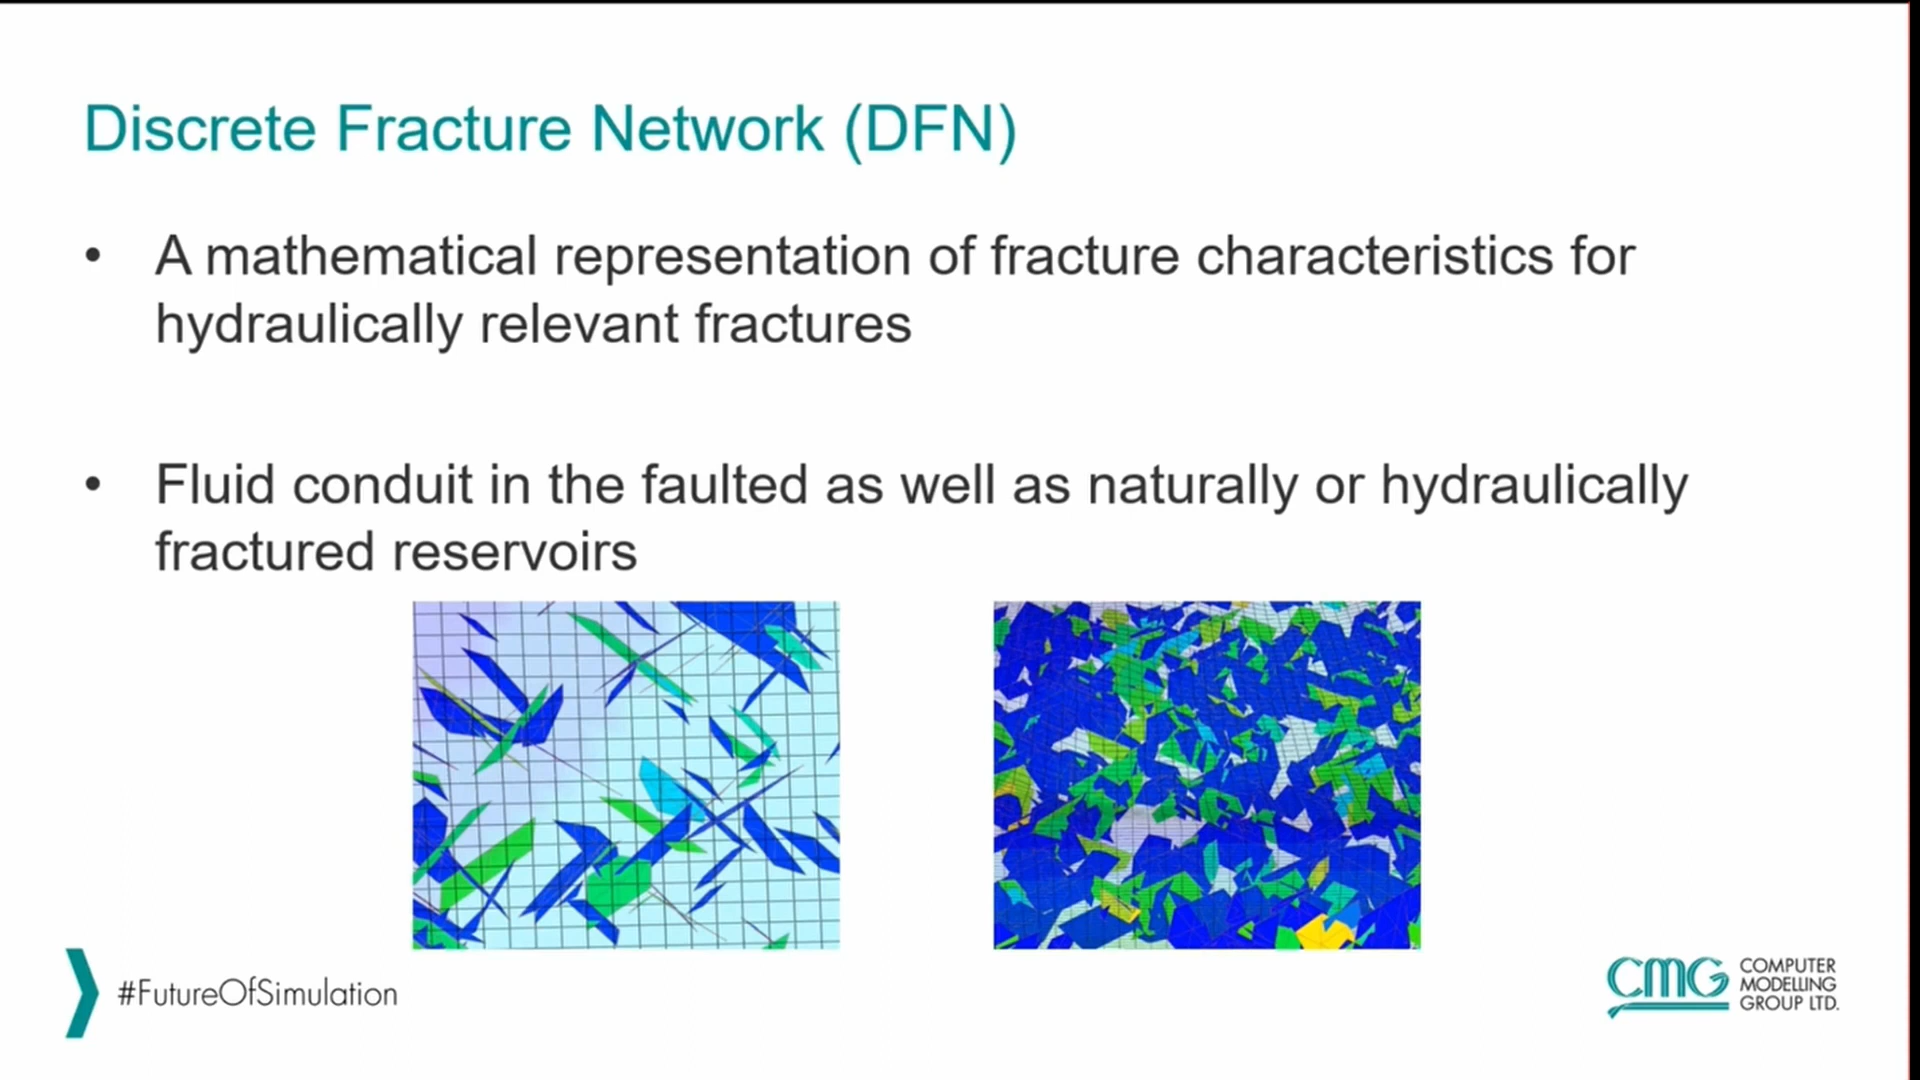 Discrete Fracture Network (DFN)
• A mathematical representation of fracture characteristics for
hydraulically relevant fractures
• Fluid conduit in the faulted as well as naturally or hydraulically
fractured reservoirs
#FutureOfSimulation
CMG COMPUTER
MODELLING
GROUP LTD.